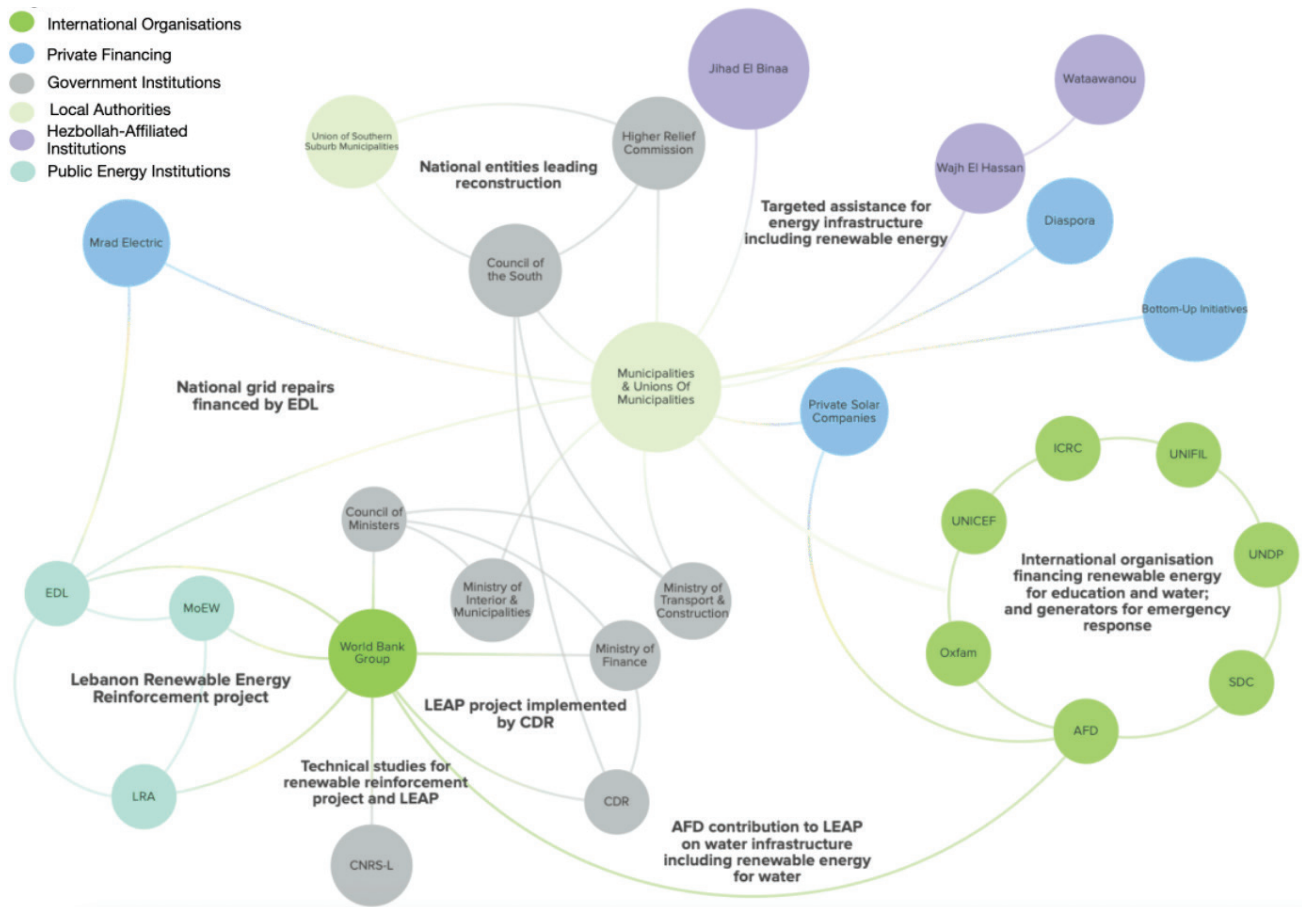 International Organisations
Private Financing
Government Institutions
Local Authorities
Hezbollah-Affiliated
Institutions
Public Energy Institutions
Jihad El Binaa
Wataawanou
Union of Southern
Suburb Municipalities
Higher Relief
Commission
Wajh El Hassan
National entities leading
reconstruction
Targeted assistance for
energy infrastructure
including renewable energy
Diaspora
Mrad Electric
Council of
the South
Bottom-Up Initiatives
Municipalities
& Unions Of
Municipalities
National grid repairs
financed by EDL
Private Solar
Companies
ICRC
UNIFIL
UNICEF
UNDP
International organisation
financing renewable energy
for education and water;
and generators for emergency
response
Oxfam
SDC
AFD
Council of
Ministers
EDL
MoEW
Ministry of
Interior &
Municipalities
Ministry of
Transport &
Construction
World Bank
Group
Ministry of
Finance
Lebanon Renewable Energy
Reinforcement project
LEAP project implemented
by CDR
Technical studies for
renewable reinforcement
project and LEAP
LRA
CDR
CNRS-L
AFD contribution to LEAP
on water infrastructure
including renewable energy
for water